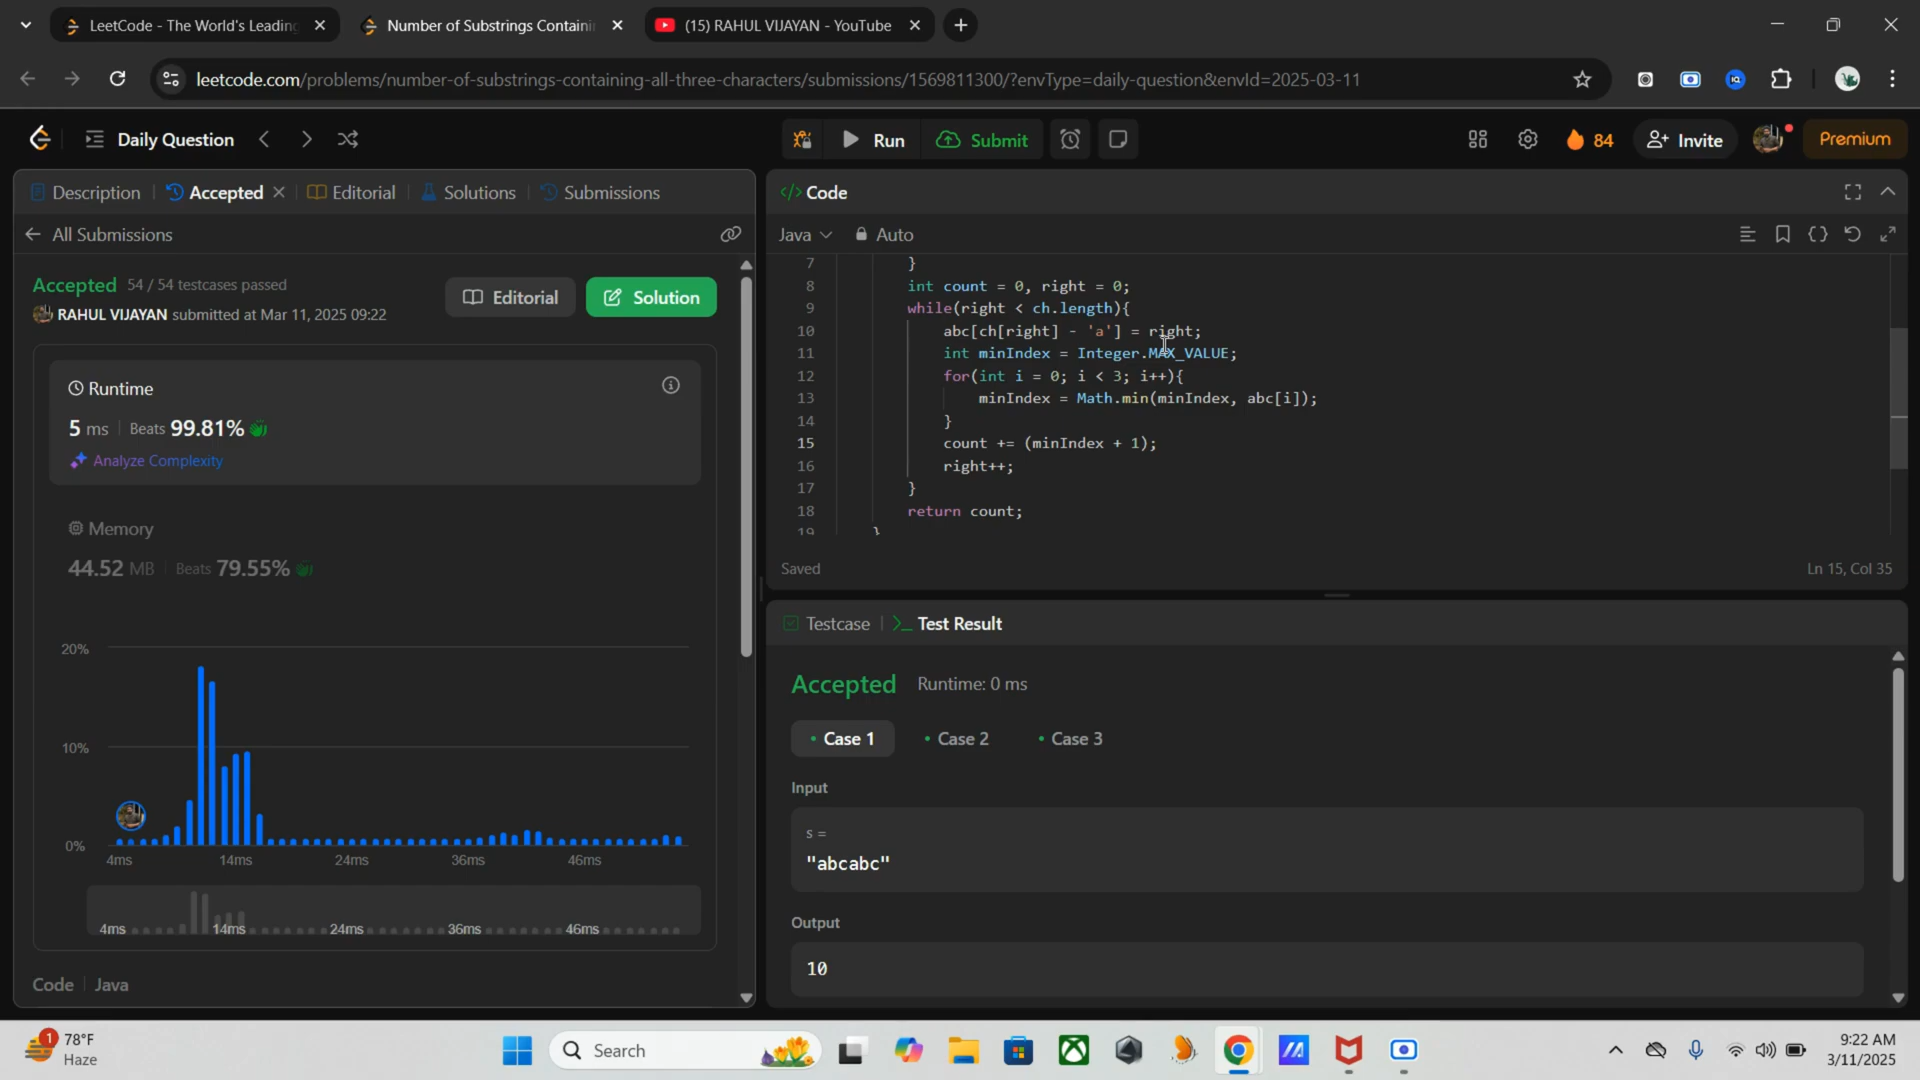 LeetCode - The World's Leading
Number of Substrings Containi
(15) RAHUL VIJAYAN - YouTube
leetcode.com/problems/number-of-substrings-containing-all-three-characters/submissions/1569811300/?envType=daily-question&envId=2025-03-11
Daily Question
Run
Submit
84
Invite
Premium
Description
Accepted
Editorial
Solutions
Submissions
</> Code
All Submissions
Java
Auto
Accepted 54 / 54 testcases passed
RAHUL VIJAYAN submitted at Mar 11, 2025 09:22
Editorial
Solution
Runtime
5 ms
Beats 99.81%
Analyze Complexity
Memory
44.52 MB
Beats 79.55%
20%
10%
0%
4ms
14ms
24ms
36ms
46ms
4ms
14ms
24ms
36ms
46ms
Code
Java
7 }
8 int count = 0, right = 0;
9 while(right < ch.length){
10 abc[ch[right] - 'a'] = right;
11 int minIndex = Integer.MAX_VALUE;
12 for(int i = 0; i < 3; i++){
13 minIndex = Math.min(minIndex, abc[i]);
14 }
15 count += (minIndex + 1);
16 right++;
17 }
18 return count;
19 }
Saved
Ln 15, Col 35
Testcase
>_ Test Result
Accepted Runtime: 0 ms
• Case 1
• Case 2
• Case 3
Input
s =
"abcabc"
Output
10
1
78°F
Haze
Search
9:22 AM
3/11/2025